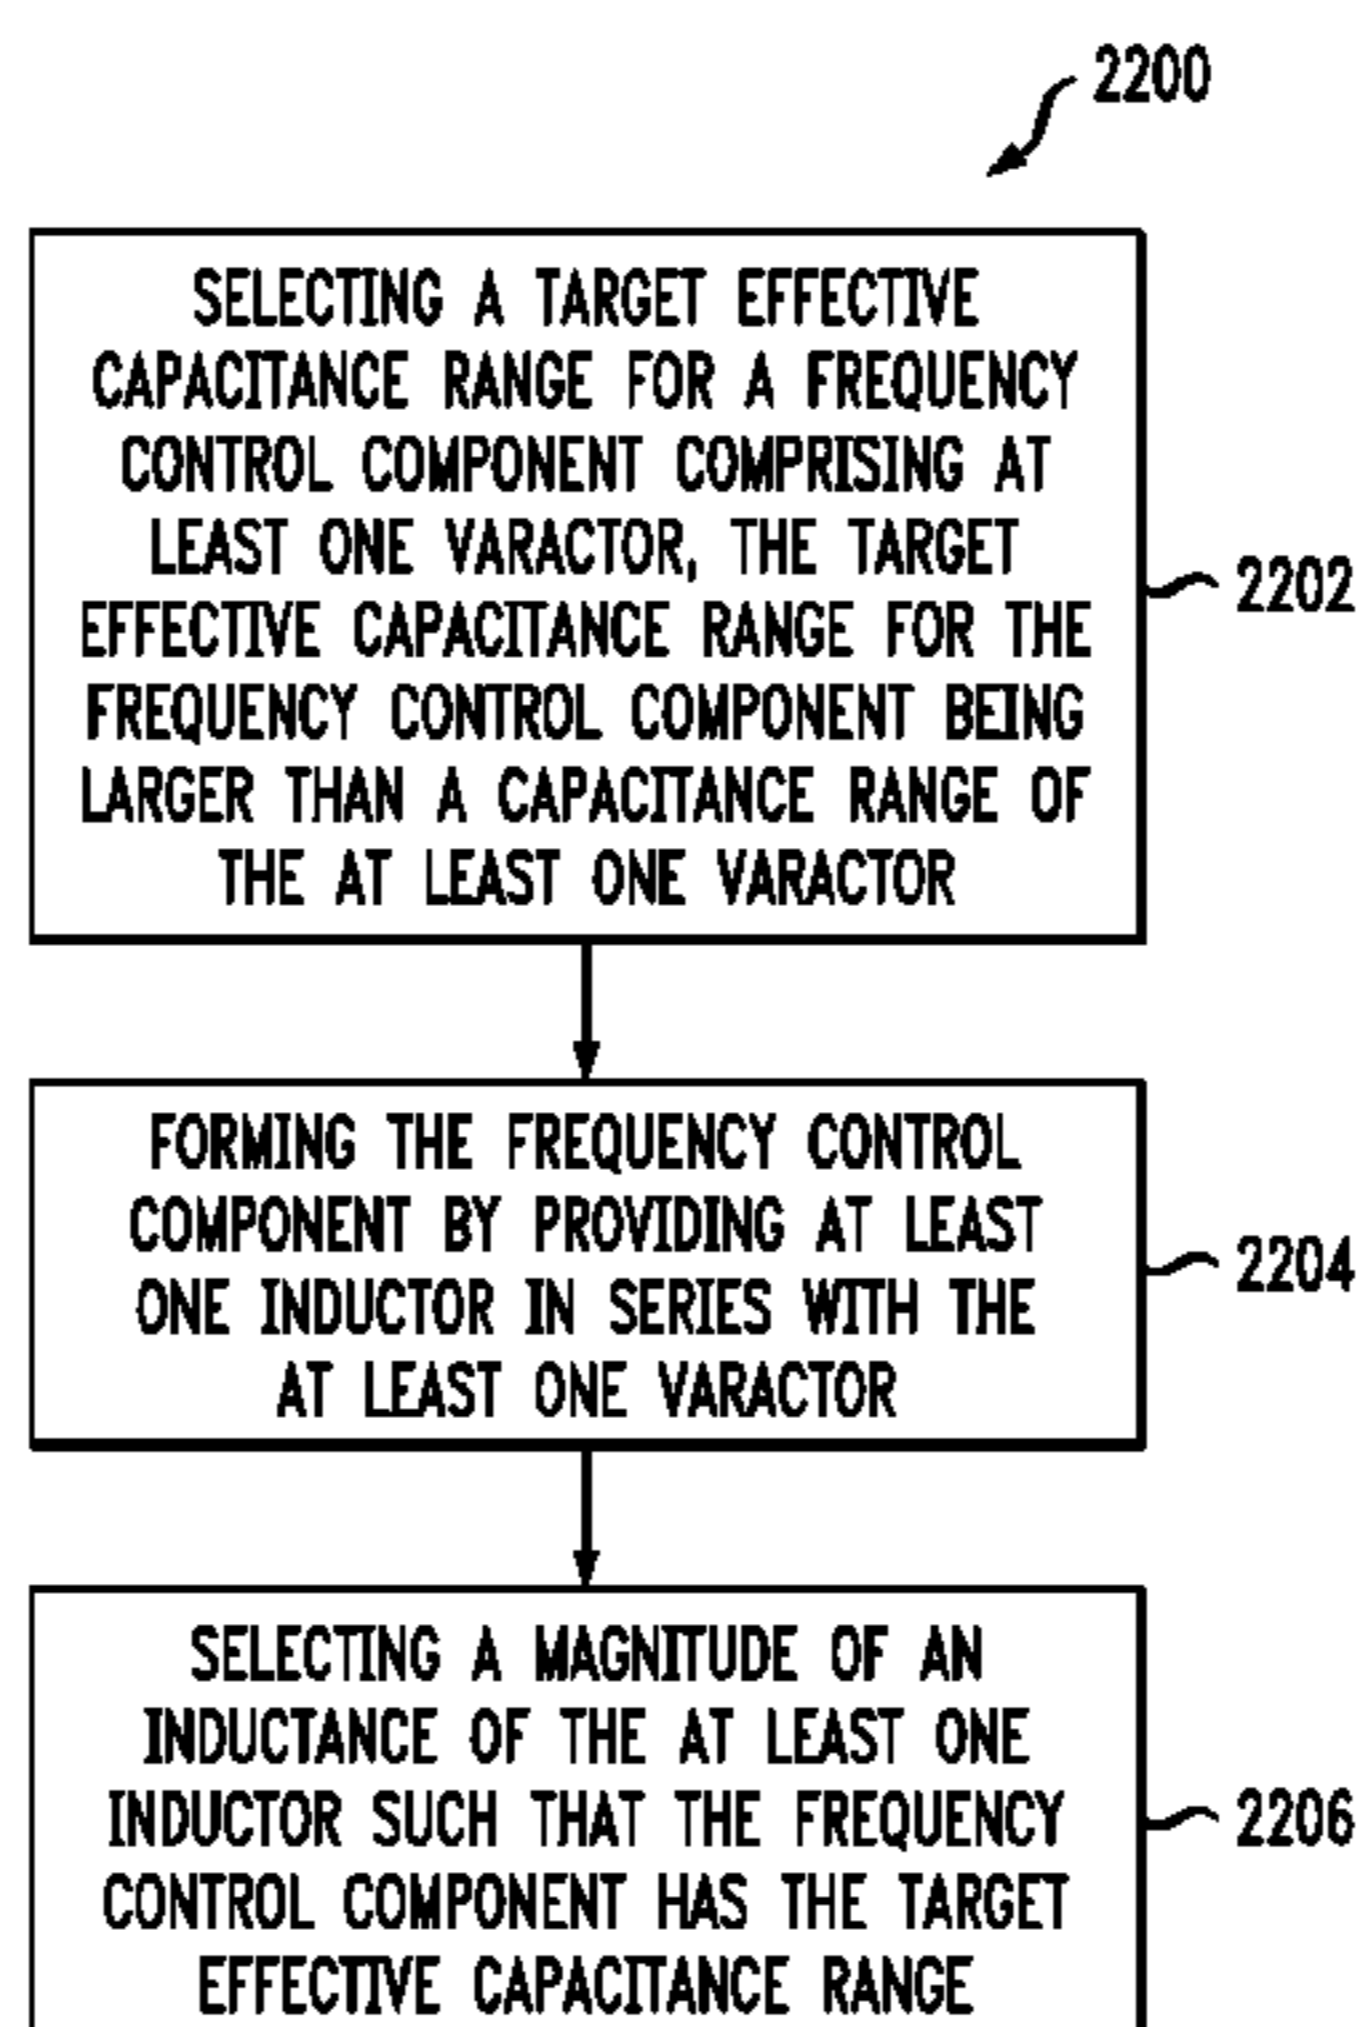 2200
SELECTING A TARGET EFFECTIVE
CAPACITANCE RANGE FOR A FREQUENCY
CONTROL COMPONENT COMPRISING AT
LEAST ONE VARACTOR, THE TARGET
EFFECTIVE CAPACITANCE RANGE FOR THE
FREQUENCY CONTROL COMPONENT BEING
LARGER THAN A CAPACITANCE RANGE OF
THE AT LEAST ONE VARACTOR
2202
FORMING THE FREQUENCY CONTROL
COMPONENT BY PROVIDING AT LEAST
ONE INDUCTOR IN SERIES WITH THE
AT LEAST ONE VARACTOR
2204
SELECTING A MAGNITUDE OF AN
INDUCTANCE OF THE AT LEAST ONE
INDUCTOR SUCH THAT THE FREQUENCY
CONTROL COMPONENT HAS THE TARGET
EFFECTIVE CAPACITANCE RANGE
2206